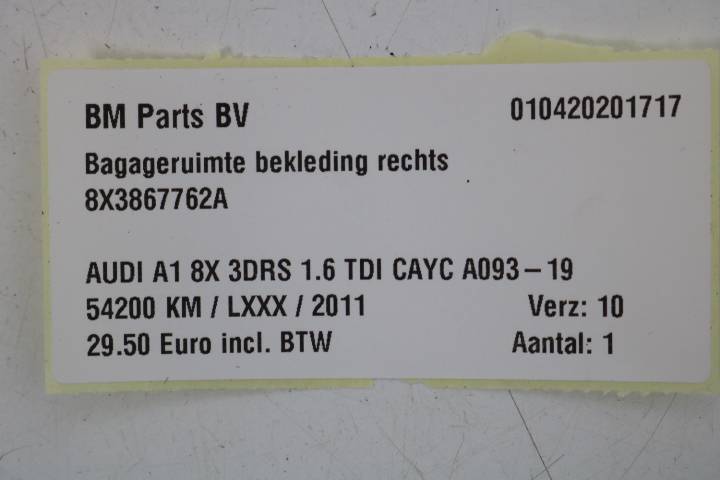 BM Parts BV 010420201717
Bagageruimte bekleding rechts
8X3867762A
AUDI A1 8X 3DRS 1.6 TDI CAYC A093-19
54200 KM / LXXX / 2011 Verz: 10
29.50 Euro incl. BTW Aantal: 1